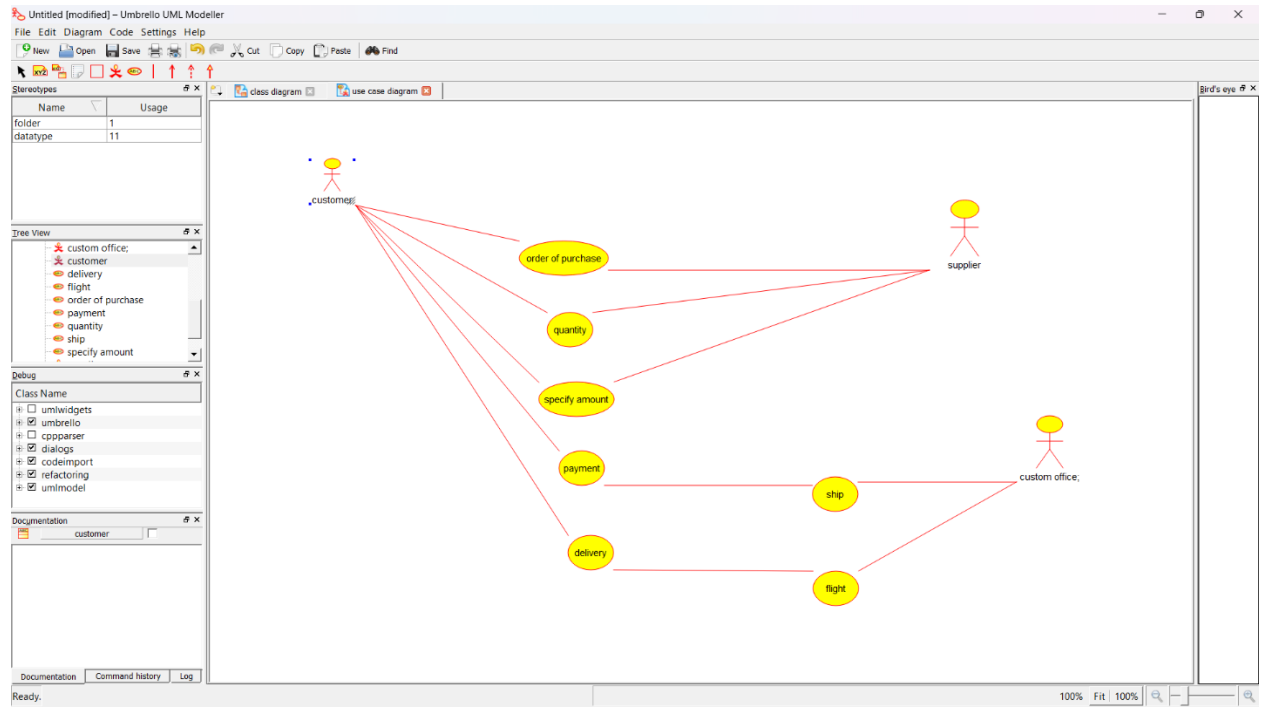 Untitled [modified] – Umbrello UML Modeller
File Edit Diagram Code Settings Help
New Open Save Cut Copy Paste Find
XYZ
Stereotypes
class diagram use case diagram
Bird's eye
Name Usage
folder 1
datatype 11
customer
supplier
order of purchase
quantity
specify amount
payment
ship
custom office;
delivery
flight
Tree View
custom office;
customer
delivery
flight
order of purchase
payment
quantity
ship
specify amount
Debug
Class Name
umlwidgets
umbrello
cppparser
dialogs
codeimport
refactoring
umlmodel
Documentation
customer
Documentation Command history Log
Ready.
100% Fit 100%